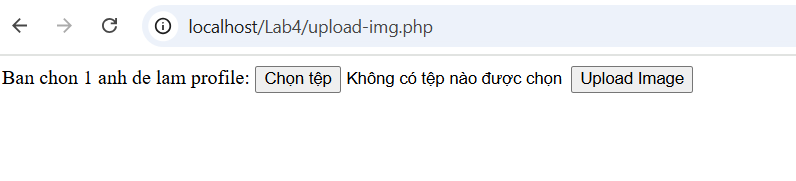 localhost/Lab4/upload-img.php
Ban chon 1 anh de lam profile: Chọn tệp Không có tệp nào được chọn Upload Image